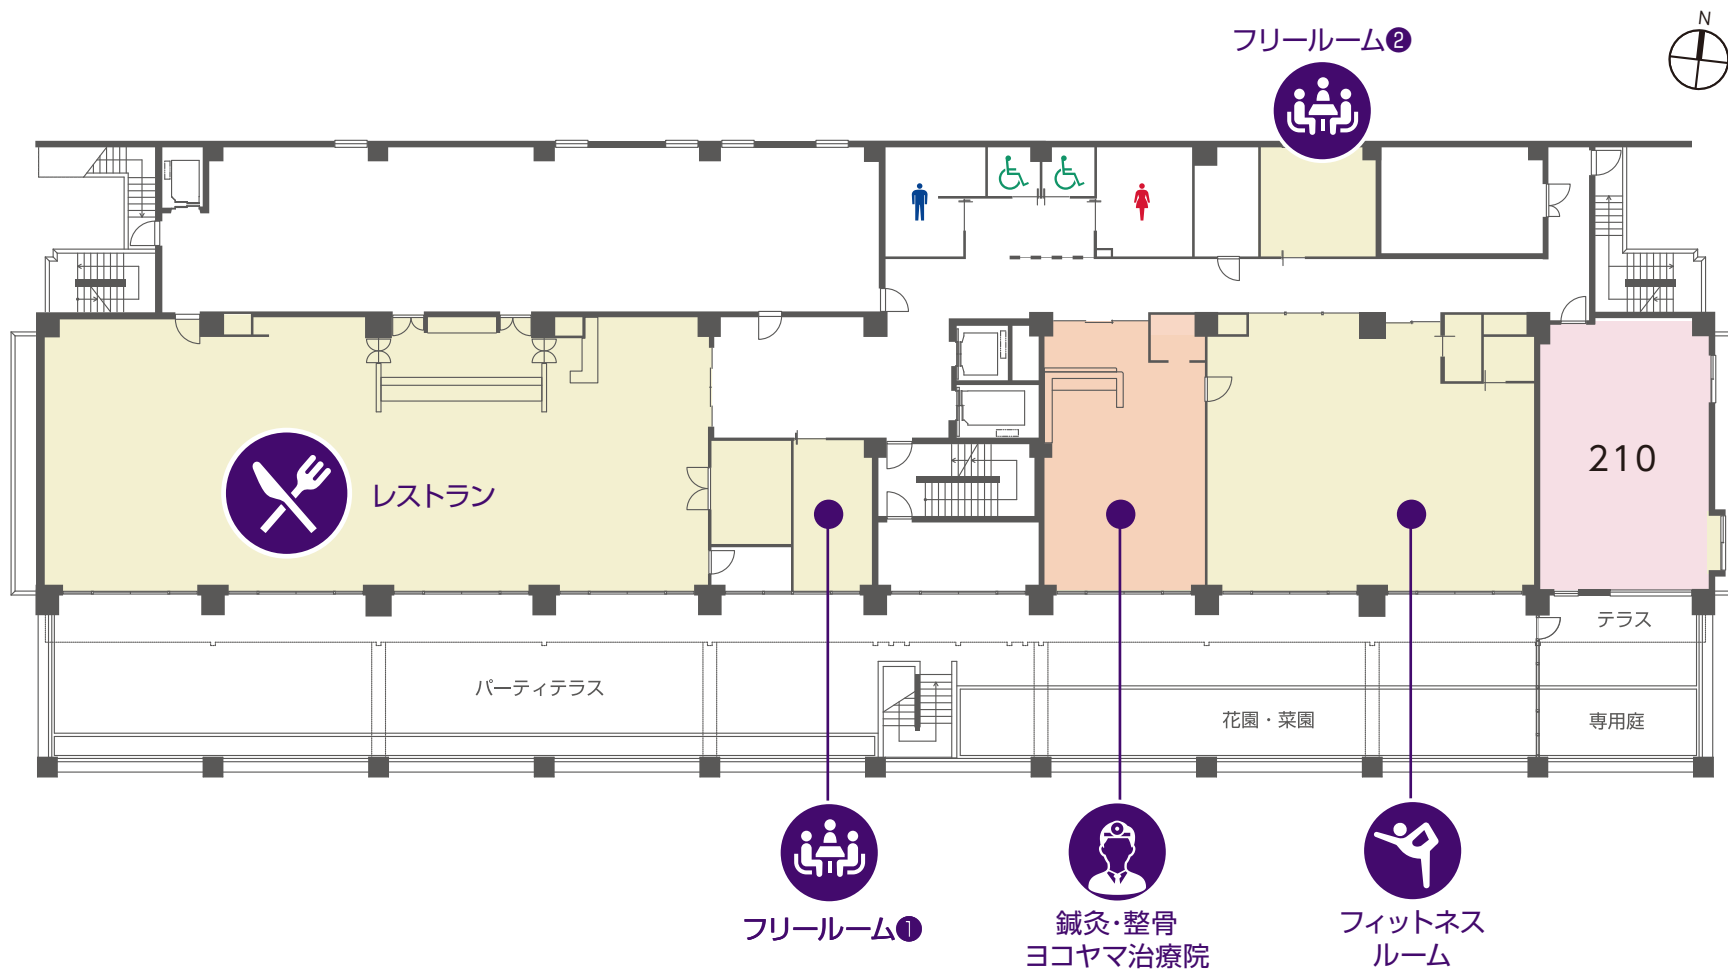 N
フリールーム❷
レストラン
210
テラス
パーティテラス
花園・菜園
専用庭
フリールーム❶
鍼灸・整骨
ヨコヤマ治療院
フィットネス
ルーム